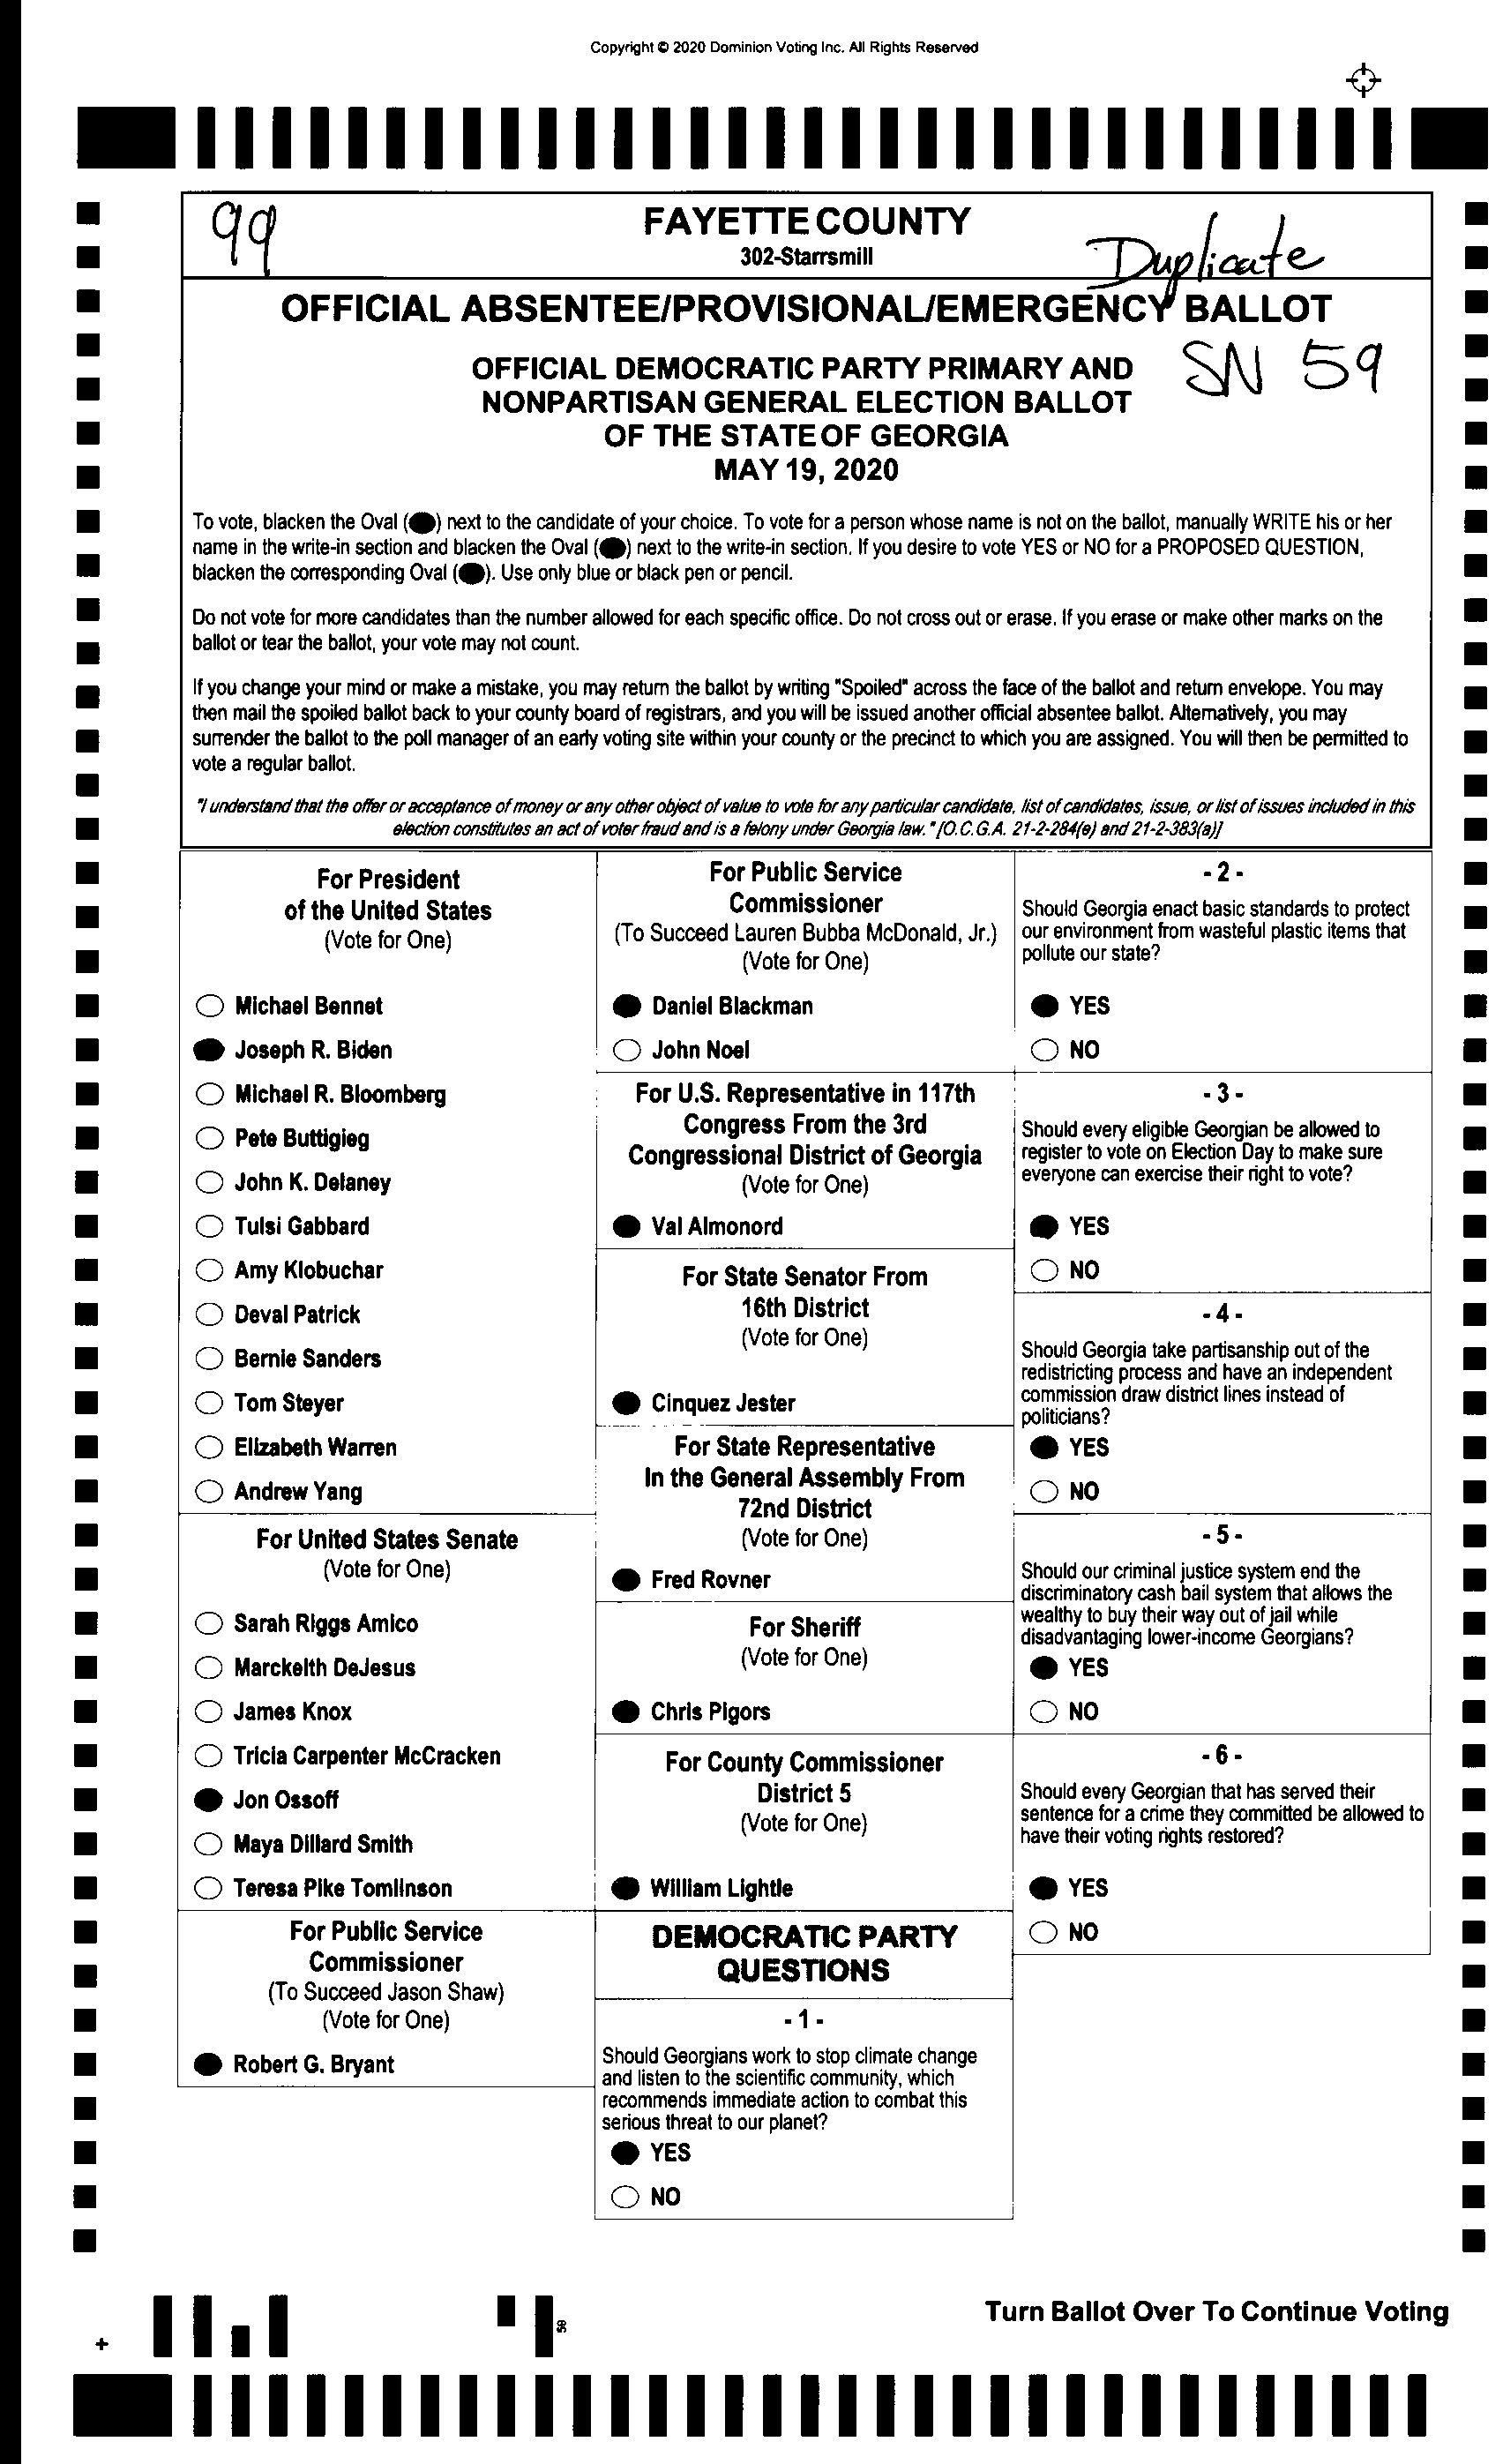 Copyright © 2020 Dominion Voting Inc. All Rights Reserved
99
FAYETTE COUNTY
302-Starrsmill
Duplicate
OFFICIAL ABSENTEE/PROVISIONAL/EMERGENCY BALLOT
OFFICIAL DEMOCRATIC PARTY PRIMARY AND
NONPARTISAN GENERAL ELECTION BALLOT
OF THE STATE OF GEORGIA
MAY 19, 2020
SN 59
To vote, blacken the Oval ( ) next to the candidate of your choice. To vote for a person whose name is not on the ballot, manually WRITE his or her
name in the write-in section and blacken the Oval ( ) next to the write-in section. If you desire to vote YES or NO for a PROPOSED QUESTION,
blacken the corresponding Oval ( ). Use only blue or black pen or pencil.
Do not vote for more candidates than the number allowed for each specific office. Do not cross out or erase. If you erase or make other marks on the
ballot or tear the ballot, your vote may not count.
If you change your mind or make a mistake, you may return the ballot by writing "Spoiled" across the face of the ballot and return envelope. You may
then mail the spoiled ballot back to your county board of registrars, and you will be issued another official absentee ballot. Alternatively, you may
surrender the ballot to the poll manager of an early voting site within your county or the precinct to which you are assigned. You will then be permitted to
vote a regular ballot.
"I understand that the offer or acceptance of money or any other object of value to vote for any particular candidate, list of candidates, issue, or list of issues included in this
election constitutes an act of voter fraud and is a felony under Georgia law. "[O.C.G.A. 21-2-284(e) and 21-2-383(a)]
For President
of the United States
(Vote for One)
Michael Bennet
Joseph R. Biden
Michael R. Bloomberg
Pete Buttigieg
John K. Delaney
Tulsi Gabbard
Amy Klobuchar
Deval Patrick
Bernie Sanders
Tom Steyer
Elizabeth Warren
Andrew Yang
For United States Senate
(Vote for One)
Sarah Riggs Amico
Marckeith DeJesus
James Knox
Tricia Carpenter McCracken
Jon Ossoff
Maya Dillard Smith
Teresa Pike Tomlinson
For Public Service
Commissioner
(To Succeed Jason Shaw)
(Vote for One)
Robert G. Bryant
For Public Service
Commissioner
(To Succeed Lauren Bubba McDonald, Jr.)
(Vote for One)
Daniel Blackman
John Noel
For U.S. Representative in 117th
Congress From the 3rd
Congressional District of Georgia
(Vote for One)
Val Almonord
For State Senator From
16th District
(Vote for One)
Cinquez Jester
For State Representative
In the General Assembly From
72nd District
(Vote for One)
Fred Rovner
For Sheriff
(Vote for One)
Chris Pigors
For County Commissioner
District 5
(Vote for One)
William Lightle
DEMOCRATIC PARTY
QUESTIONS
- 1 -
Should Georgians work to stop climate change
and listen to the scientific community, which
recommends immediate action to combat this
serious threat to our planet?
YES
NO
- 2 -
Should Georgia enact basic standards to protect
our environment from wasteful plastic items that
pollute our state?
YES
NO
- 3 -
Should every eligible Georgian be allowed to
register to vote on Election Day to make sure
everyone can exercise their right to vote?
YES
NO
- 4 -
Should Georgia take partisanship out of the
redistricting process and have an independent
commission draw district lines instead of
politicians?
YES
NO
- 5 -
Should our criminal justice system end the
discriminatory cash bail system that allows the
wealthy to buy their way out of jail while
disadvantaging lower-income Georgians?
YES
NO
- 6 -
Should every Georgian that has served their
sentence for a crime they committed be allowed to
have their voting rights restored?
YES
NO
Turn Ballot Over To Continue Voting